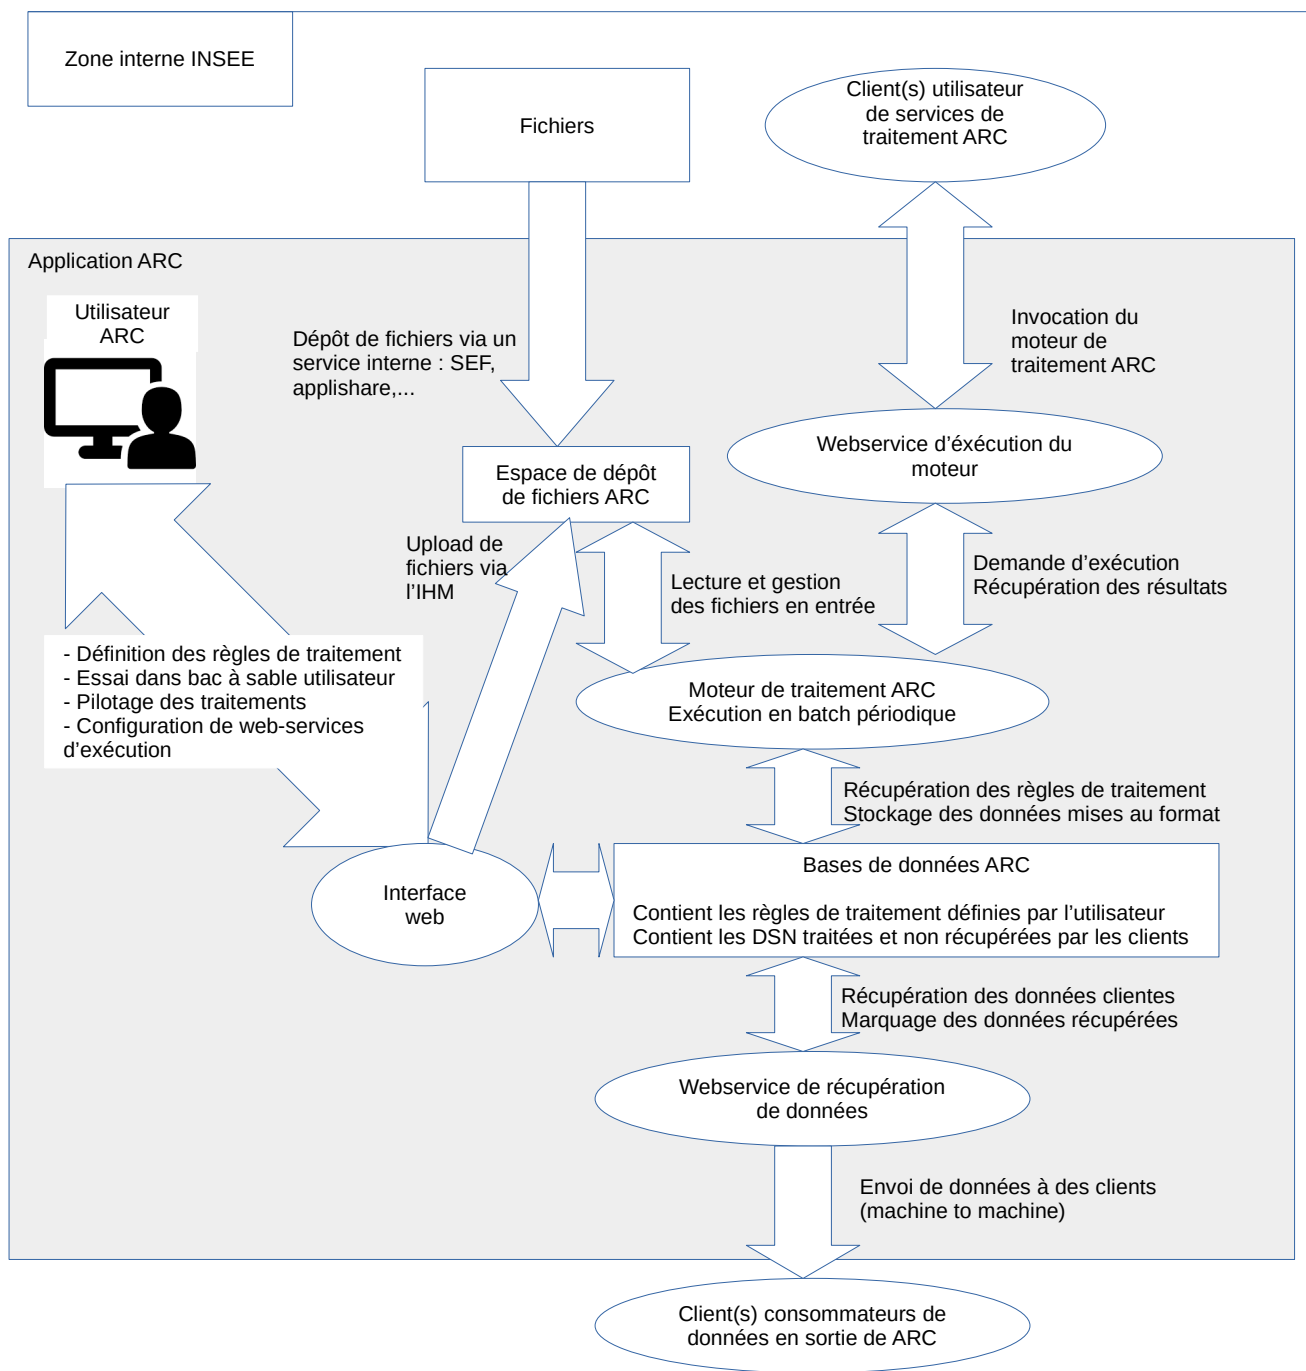 Zone interne INSEE
Fichiers
Client(s) utilisateur
de services de
traitement ARC
Application ARC
Utilisateur
ARC
Dépôt de fichiers via un
service interne : SEF,
applishare,...
Invocation du
moteur de
traitement ARC
Webservice d’éxécution du
moteur
Espace de dépôt
de fichiers ARC
Upload de
fichiers via
l’IHM
Lecture et gestion
des fichiers en entrée
Demande d’exécution
Récupération des résultats
- Définition des règles de traitement
- Essai dans bac à sable utilisateur
- Pilotage des traitements
- Configuration de web-services
d’exécution
Moteur de traitement ARC
Exécution en batch périodique
Récupération des règles de traitement
Stockage des données mises au format
Interface
web
Bases de données ARC
Contient les règles de traitement définies par l’utilisateur
Contient les DSN traitées et non récupérées par les clients
Récupération des données clientes
Marquage des données récupérées
Webservice de récupération
de données
Envoi de données à des clients
(machine to machine)
Client(s) consommateurs de
données en sortie de ARC